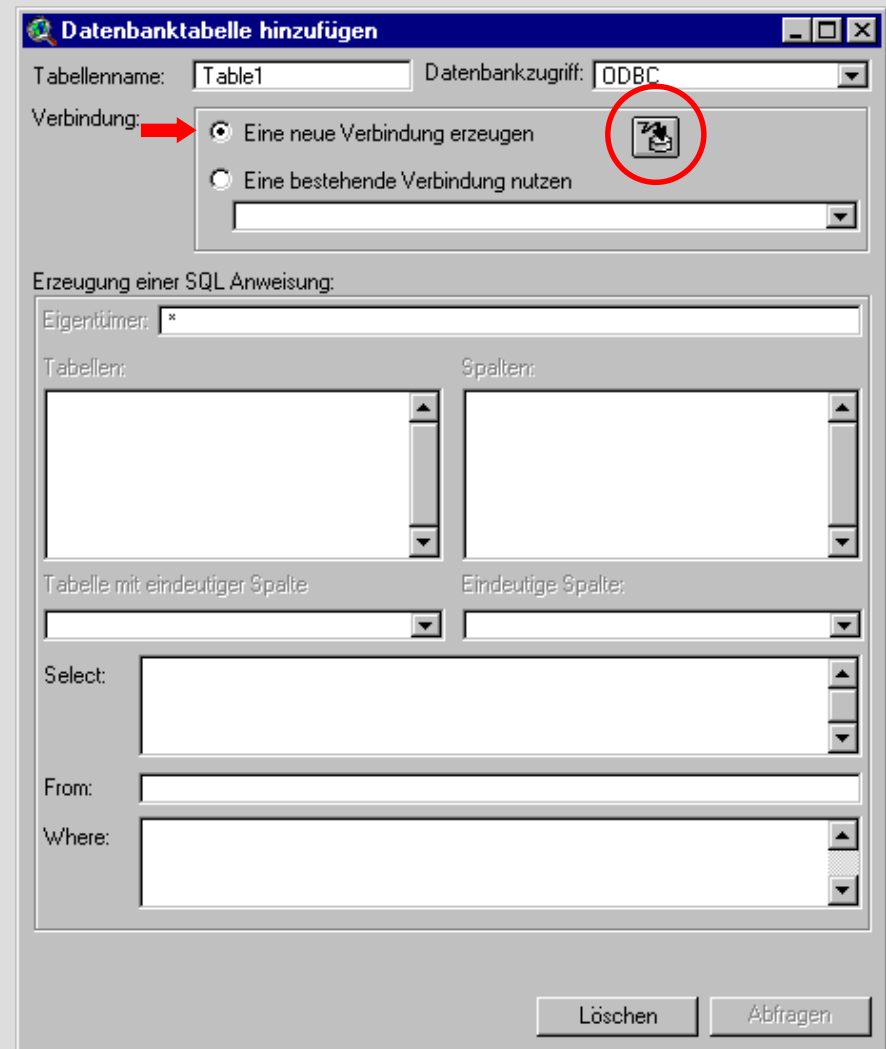 Datenbanktabelle hinzufügen
Tabellenname: Table1 Datenbankzugriff: ODBC
Verbindung:
Eine neue Verbindung erzeugen
Eine bestehende Verbindung nutzen
Erzeugung einer SQL Anweisung:
Eigentümer: *
Tabellen: Spalten:
Tabelle mit eindeutiger Spalte Eindeutige Spalte:
Select:
From:
Where:
Löschen Abfragen